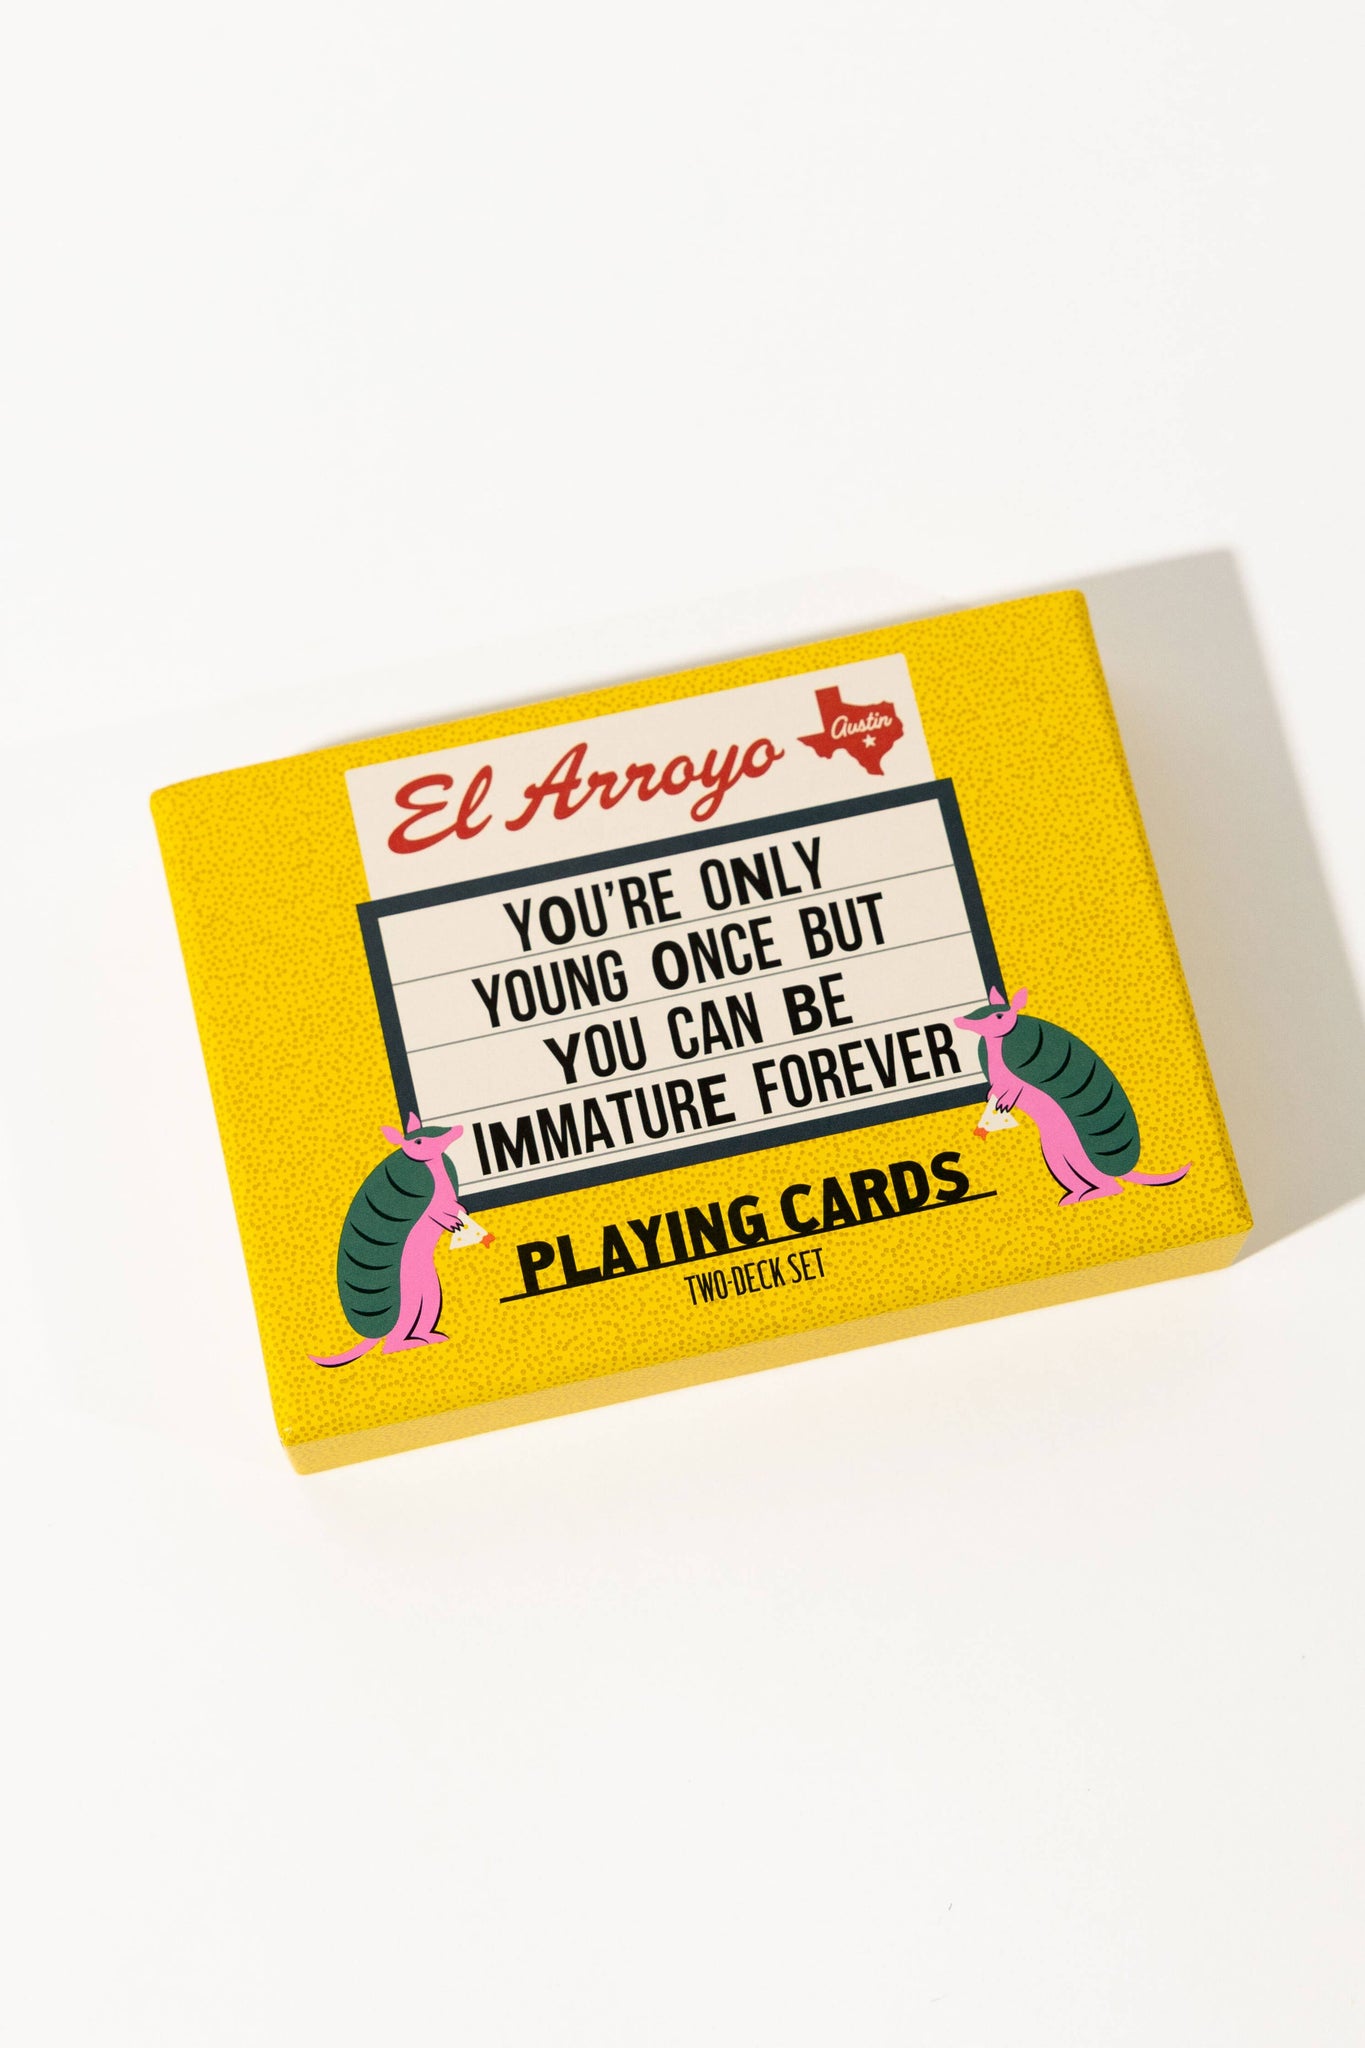 El Arroyo
Austin
YOU'RE ONLY
YOUNG ONCE BUT
YOU CAN BE
IMMATURE FOREVER
PLAYING CARDS
TWO-DECK SET